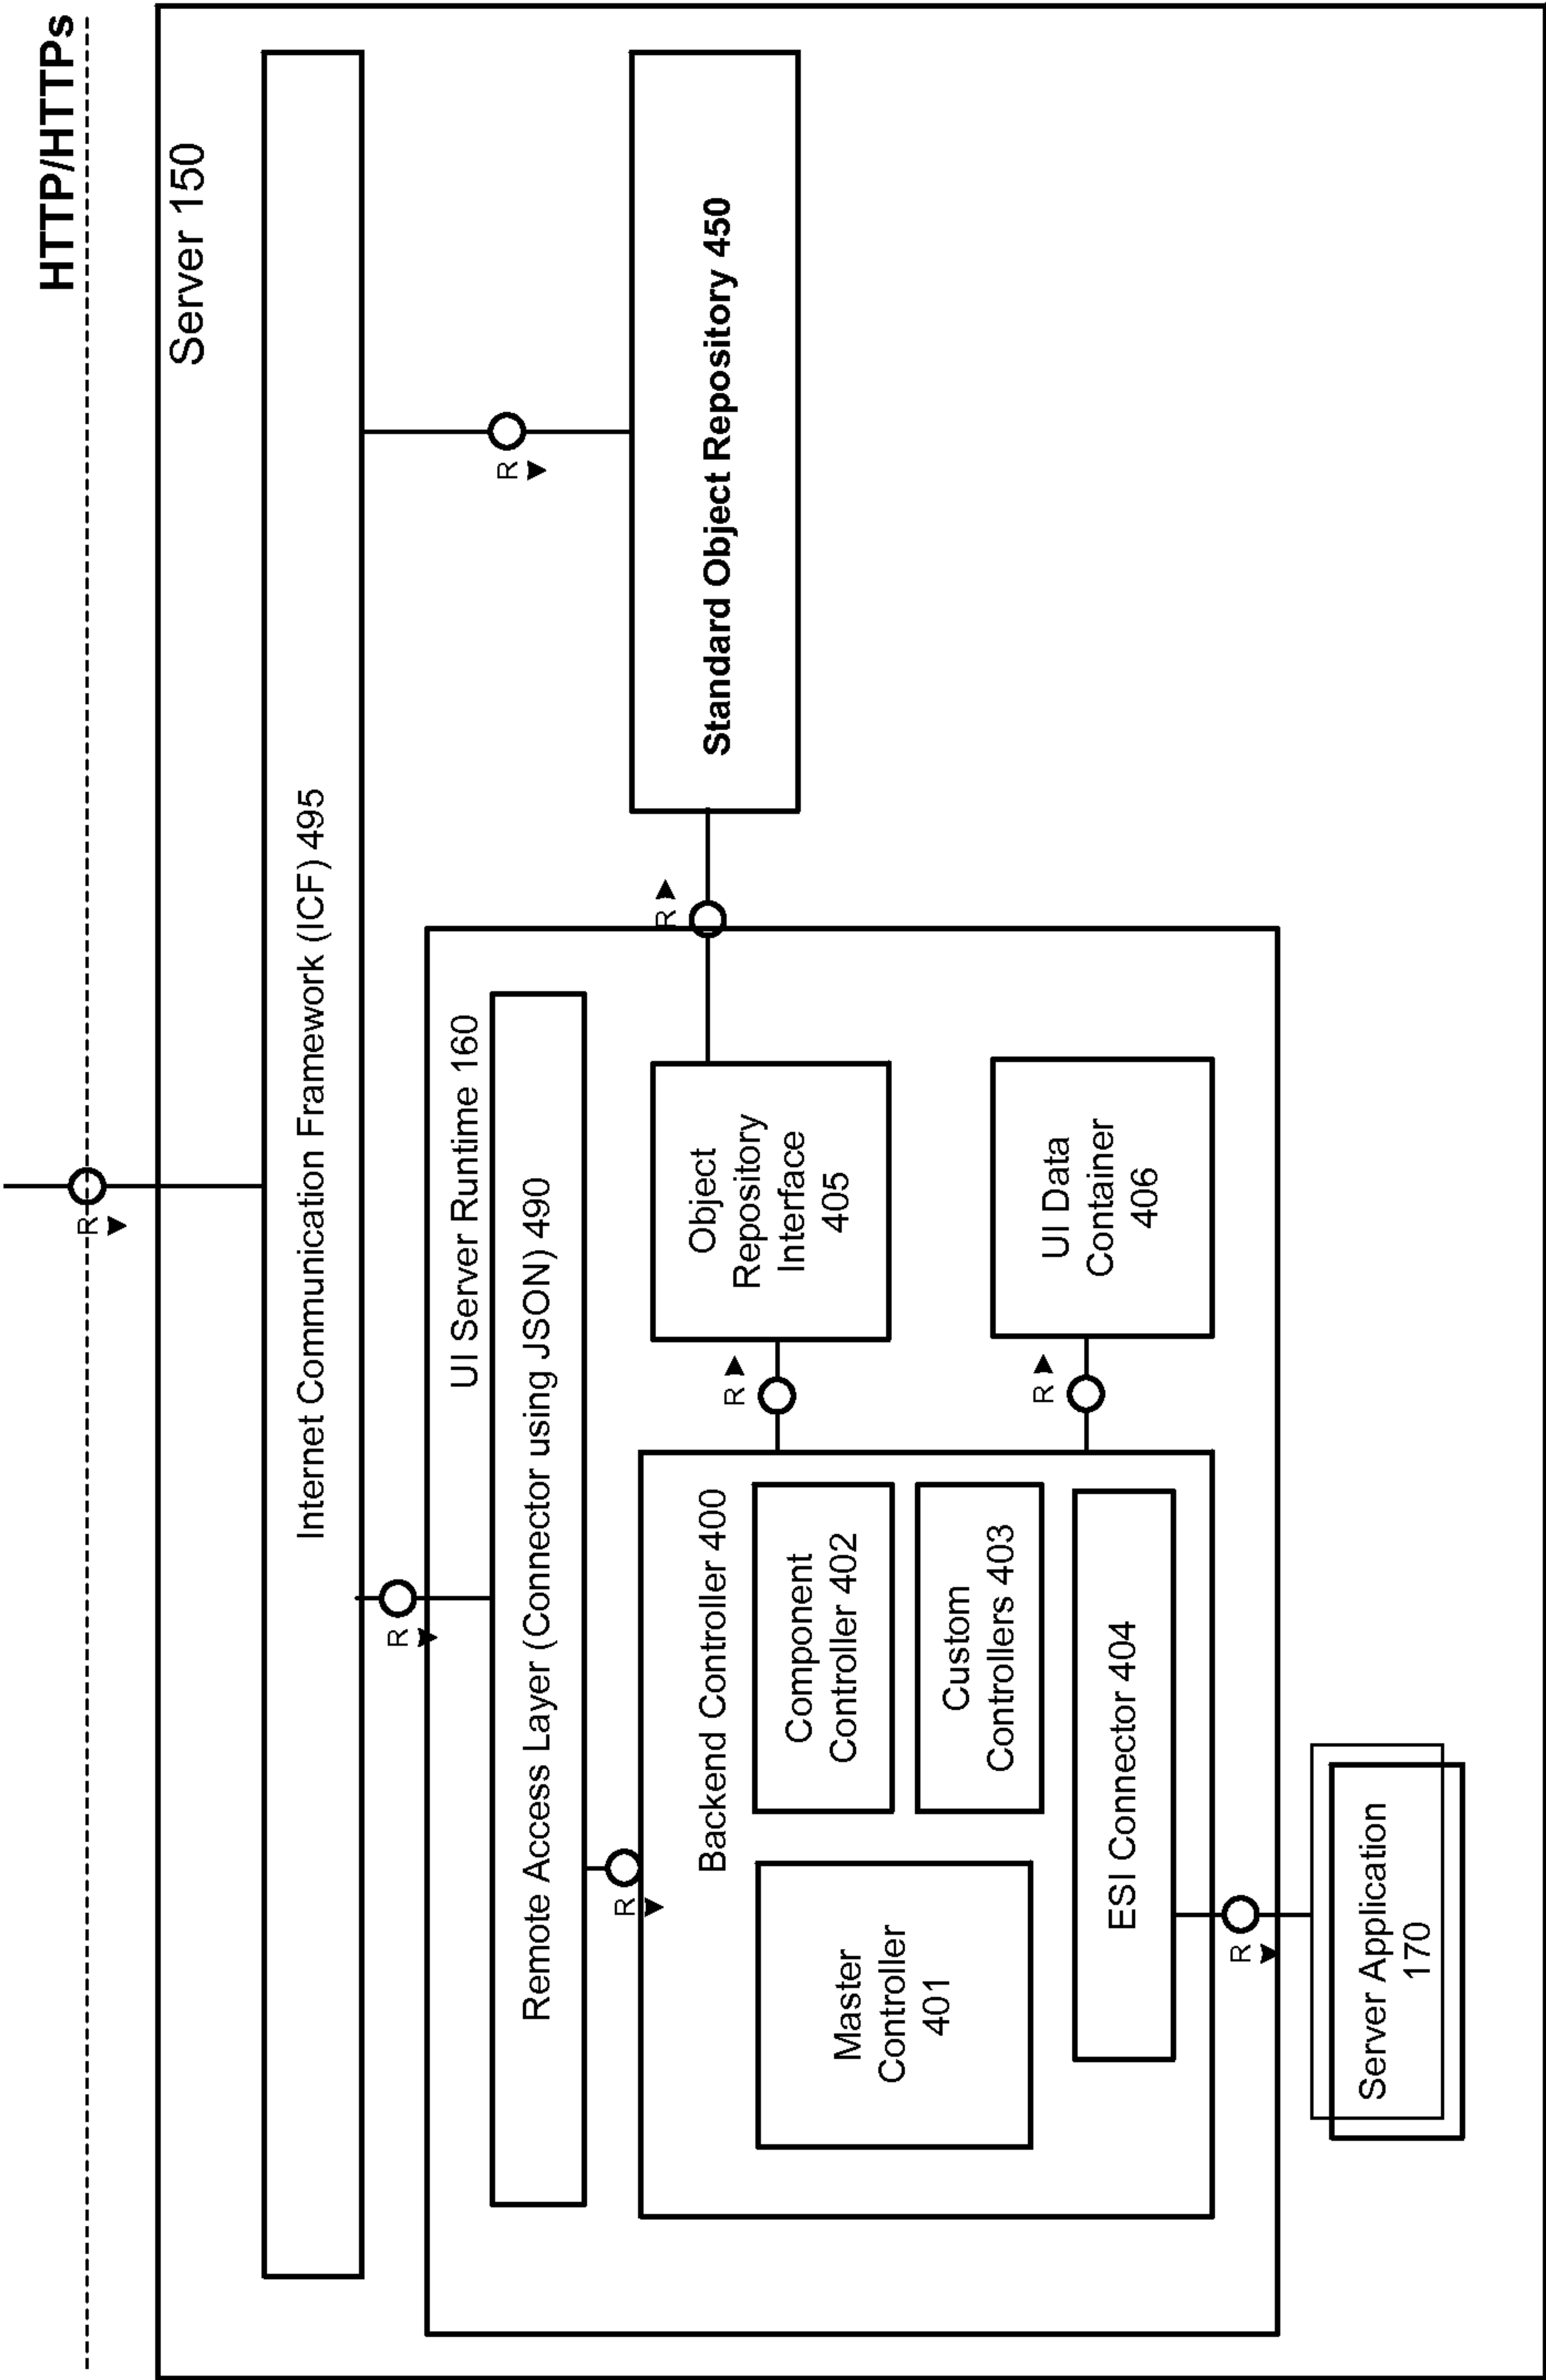 HTTP/HTTPs
R
Server 150
Internet Communication Framework (ICF) 495
R
R
UI Server Runtime 160
Remote Access Layer (Connector using JSON) 490
R
R
Standard Object Repository 450
Backend Controller 400
R
Object
Repository
Interface
405
Master
Controller
401
Component
Controller 402
Custom
Controllers 403
R
UI Data
Container
406
ESI Connector 404
R
Server Application
170